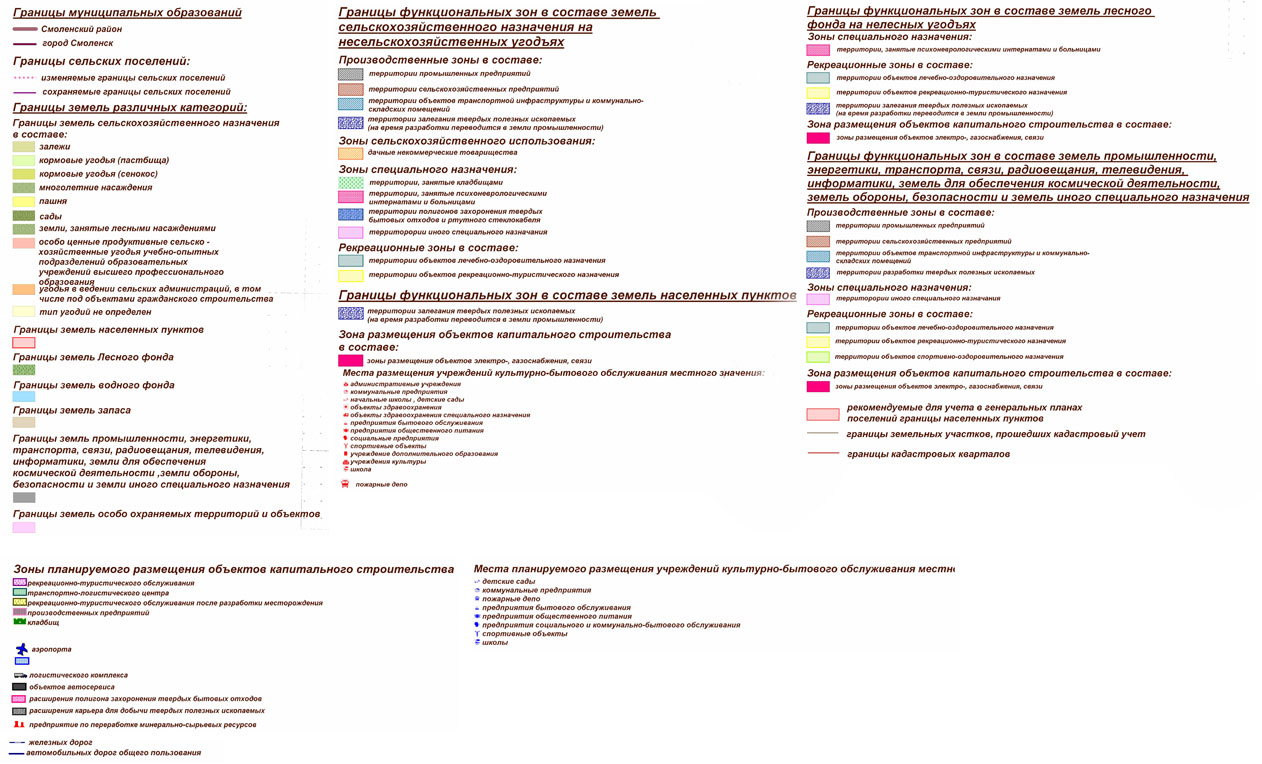 Границы муниципальных образований
Смоленский район
город Смоленск
Границы сельских поселений:
изменяемые границы сельских поселений
сохраняемые границы сельских поселений
Границы земель различных категорий:
Границы земель сельскохозяйственного назначения
в составе:
залежи
кормовые угодья (пастбища)
кормовые угодья (сенокос)
многолетние насаждения
пашня
сады
земли, занятые лесными насаждениями
особо ценные продуктивные сельско -
хозяйственные угодья учебно-опытных
подразделений образовательных
учреждений высшего профессионального
образования
угодья в ведении сельских администраций, в том
числе под объектами гражданского строительства
тип угодий не определен
Границы земель населенных пунктов
Границы земель Лесного фонда
Границы земель водного фонда
Границы земель запаса
Границы земль промышленности, энергетики,
транспорта, связи, радиовещания, телевидения,
информатики, земли для обеспечения
космической деятельности ,земли обороны,
безопасности и земли иного специального назначения
Границы земель особо охраняемых территорий и объектов
Границы функциональных зон в составе земель
сельскохозяйственного назначения на
несельскохозяйственных угодьях
Производственные зоны в составе:
территории промышленных предприятий
территории сельскохозяйственных предприятий
территории объектов транспортной инфраструктуры и коммунально-
складских помещений
территории залегания твердых полезных ископаемых
(на время разработки переводится в земли промышленности)
Зоны сельскохозяйственного использования:
дачные некоммерческие товарищества
Зоны специального назначения:
территории, занятые кладбищами
территории, занятые психоневрологическими
интернатами и больницами
территории полигонов захоронения твердых
бытовых отходов и ртутного стеклокабеля
территорории иного специальногоназначания
Рекреационные зоны в составе:
территории объектов лечебно-оздоровительного назначения
территории объектов рекреационно-туристического назначения
Границы функциональных зон в составе земель населенных пунктов
территории залегания твердых полезных ископаемых
(на время разработки переводится в земли промышленности)
Зона размещения объектов капитального строительства
в составе:
зоны размещения объектов электро-, газоснабжения, связи
Места размещения учреждений культурно-бытового обслуживания местного значения:
административные учреждения
коммунальные предприятия
начальные школы , детские сады
объекты здравоохранения
объекты здравоохранения специального назначения
предприятия бытового обслуживания
предприятия общественного питания
социальные предприятия
спортивные объекты
учреждение дополнительного образования
учреждения культуры
школа
пожарные депо
Границы функциональных зон в составе земель лесного
фонда на нелесных угодъях
Зоны специального назначения:
территории, занятые психоневрологическими интернатами и больницами
Рекреационные зоны в составе:
территории объектов лечебно-оздоровительного назначения
территории объектов рекреационно-туристического назначения
территории залегания твердых полезных ископаемых
(на время разработки переводится в земли промышленности)
Зона размещения объектов капитального строительства в составе:
зоны размещения объектов электро-, газоснабжения, связи
Границы функциональных зон в составе земель промышленности,
энергетики, транспорта, связи, радиовещания, телевидения,
информатики, земель для обеспечения космической деятельности,
земель обороны, безопасности и земель иного специального назначения
Производственные зоны в составе:
территории промышленных предприятий
территории сельскохозяйственных предприятий
территории объектов транспортной инфраструктуры и коммунально-
складских помещений
территории разработки твердых полезных ископаемых
Зоны специального назначения:
территорории иного специального назначания
Рекреационные зоны в составе:
территории объектов лечебно-оздоровительного назначения
территории объектов рекреационно-туристического назначения
территории объектов спортивно-оздоровительного назначения
Зона размещения объектов капитального строительства в составе:
зоны размещения объектов электро-, газоснабжения, связи
рекомендуемые для учета в генеральных планах
поселений границы населенных пунктов
границы земельных участков, прошедших кадастровый учет
границы кадастровых кварталов
Зоны планируемого размещения объектов капитального строительства
рекреационно-туристического обслуживания
транспортно-логистического центра
рекреационно-туристического обслуживания после разработки месторождения
производственных предприятий
кладбищ
аэропорта
логистического комплекса
объектов автосервиса
расширения полигона захоронения твердых бытовых отходов
расширения карьера для добычи твердых полезных ископаемых
предприятие по переработке минерально-сырьевых ресурсов
железных дорог
автомобильных дорог общего пользования
Места планируемого размещения учреждений культурно-бытового обслуживания местн
детские сады
коммунальные предприятия
пожарные депо
предприятия бытового обслуживания
предприятия общественного питания
предприятия социального и коммунально-бытового обслуживания
спортивные объекты
школы